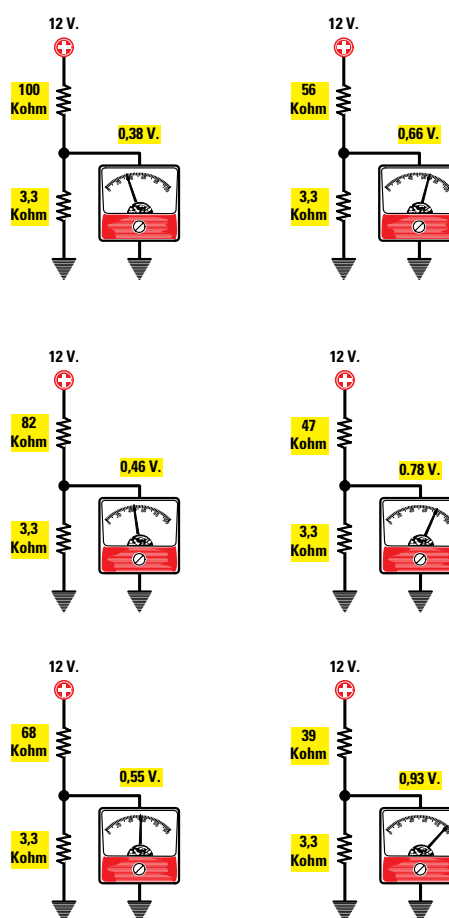 12 V.
100
Kohm
0,38 V.
3,3
Kohm
12 V.
56
Kohm
0,66 V.
3,3
Kohm
12 V.
82
Kohm
0,46 V.
3,3
Kohm
12 V.
47
Kohm
0.78 V.
3,3
Kohm
12 V.
68
Kohm
0,55 V.
3,3
Kohm
12 V.
39
Kohm
0,93 V.
3,3
Kohm